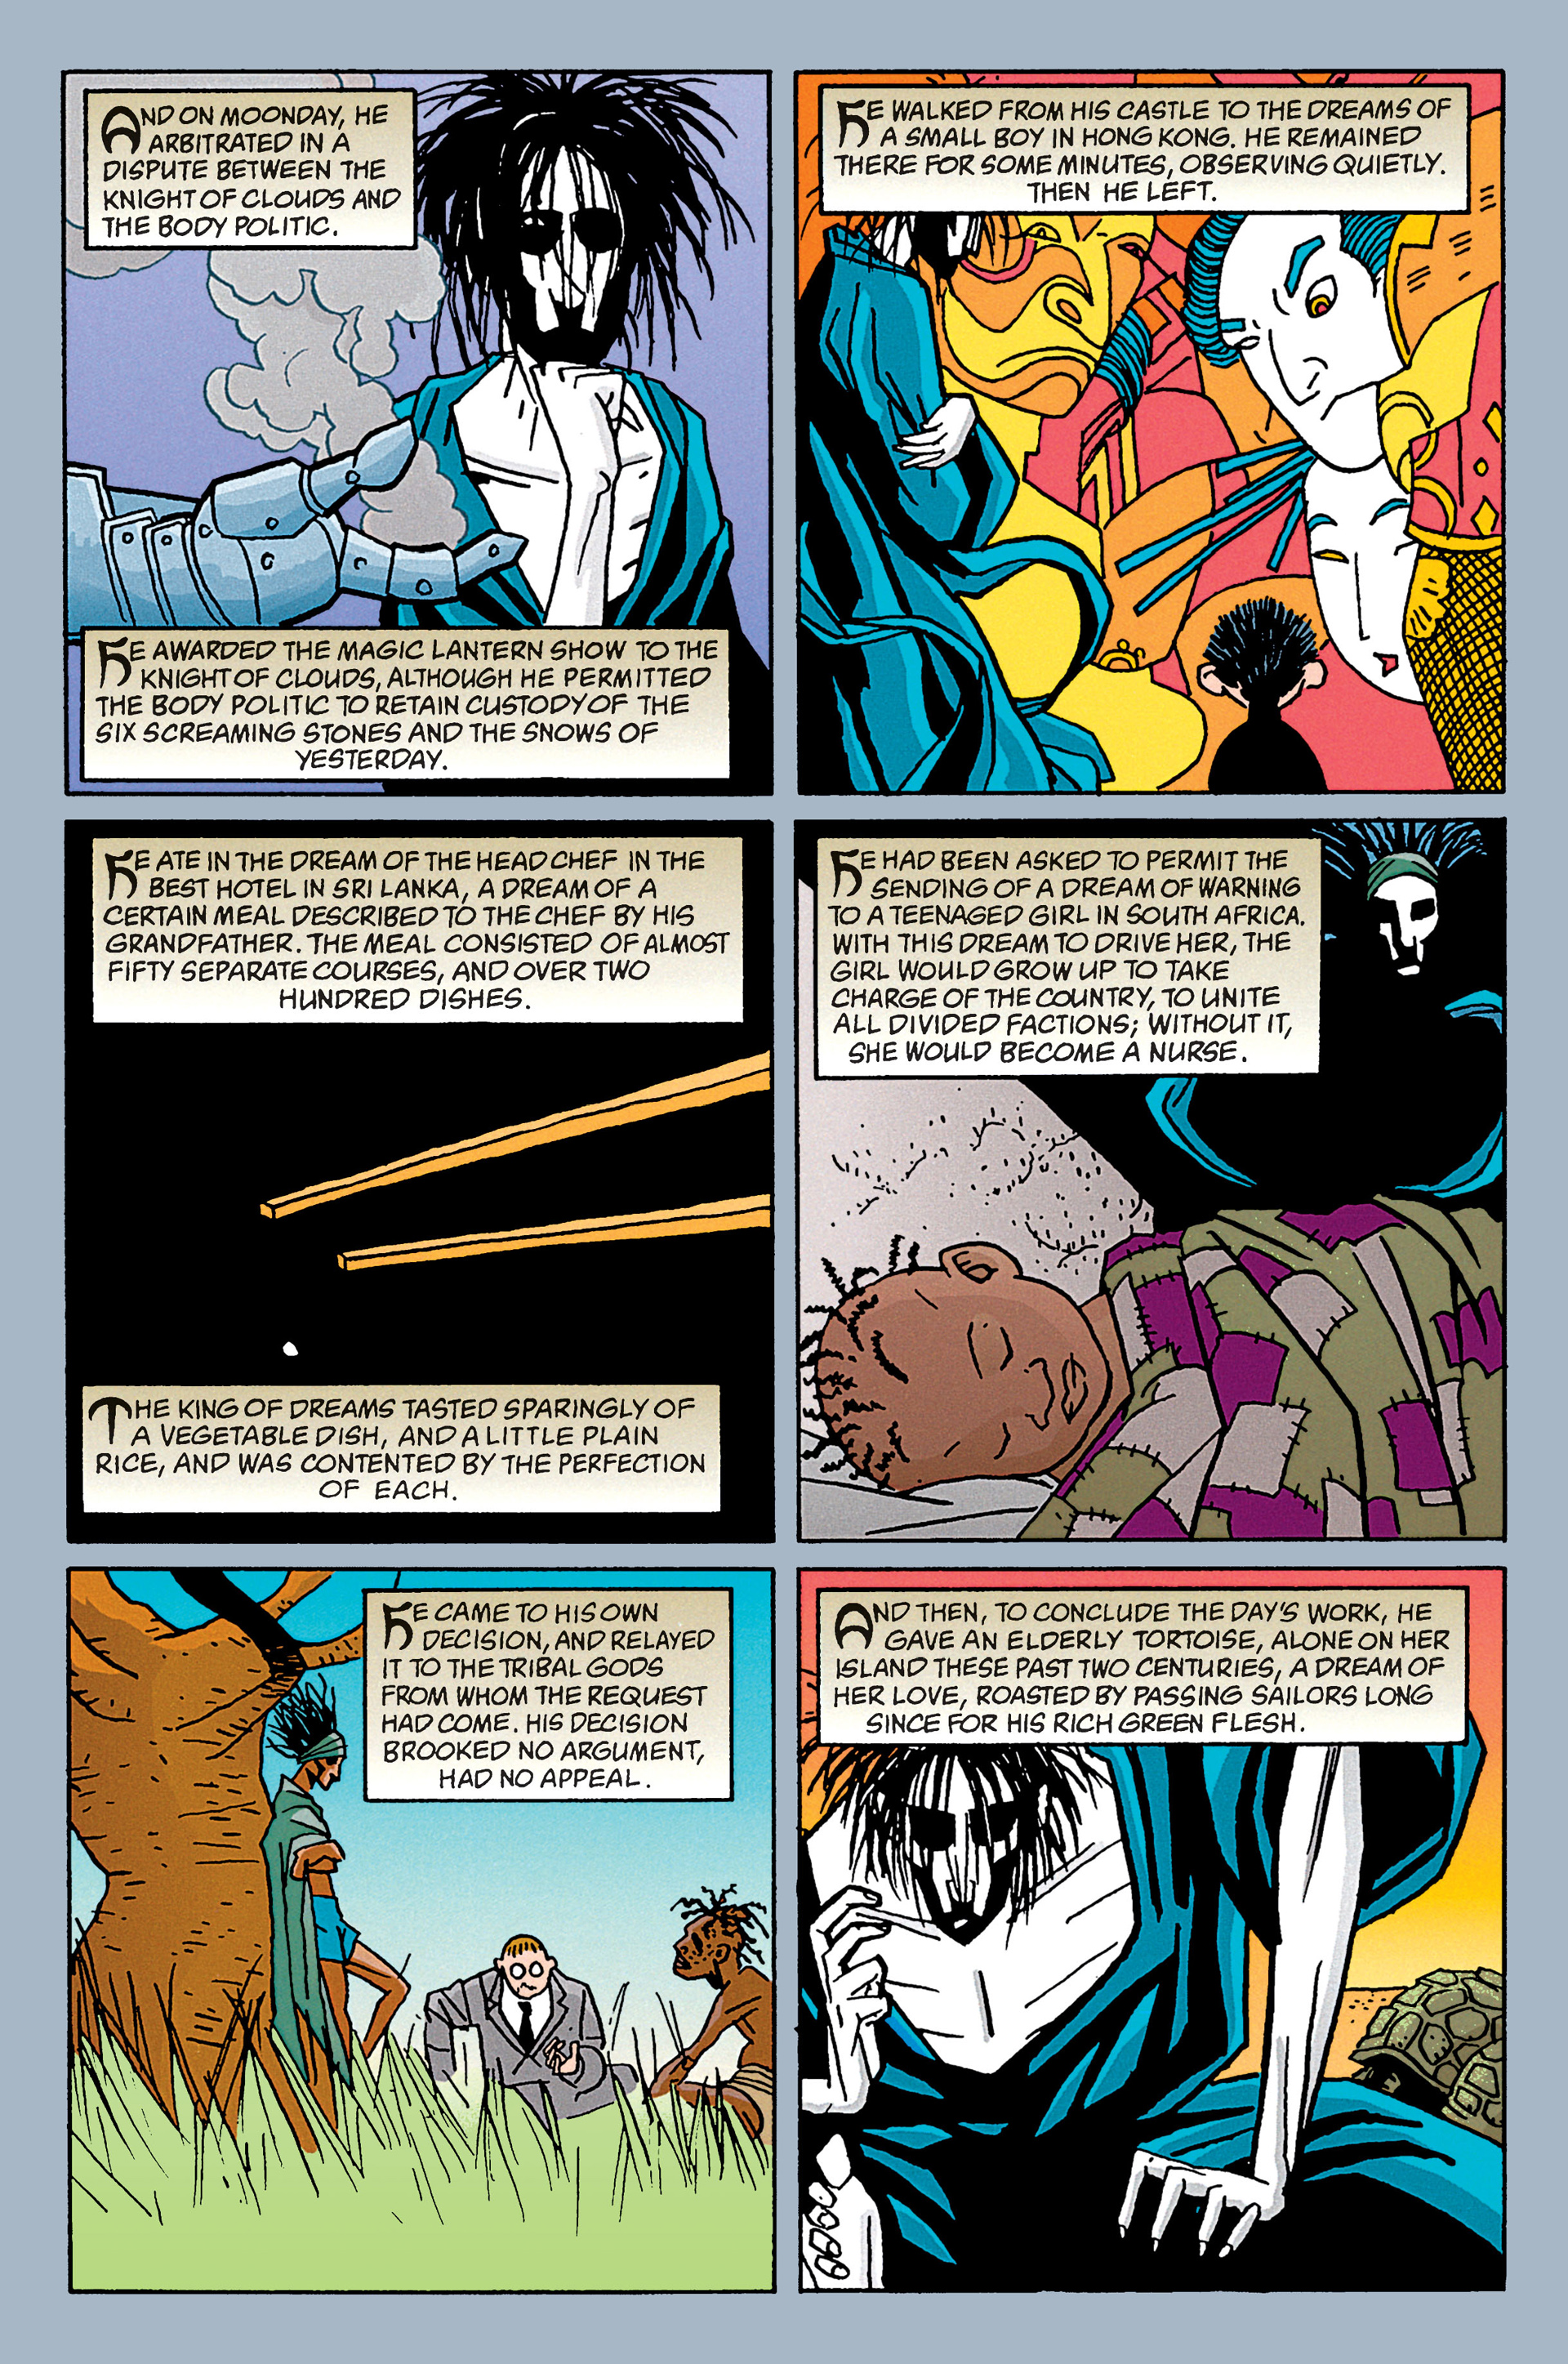 AND ON MOONDAY, HE
ARBITRATED IN A
DISPUTE BETWEEN THE
KNIGHT OF CLOUDS AND
THE BODY POLITIC.
HE AWARDED THE MAGIC LANTERN SHOW TO THE
KNIGHT OF CLOUDS, ALTHOUGH HE PERMITTED
THE BODY POLITIC TO RETAIN CUSTODY OF THE
SIX SCREAMING STONES AND THE SNOWS OF
YESTERDAY.
HE WALKED FROM HIS CASTLE TO THE DREAMS OF
A SMALL BOY IN HONG KONG. HE REMAINED
THERE FOR SOME MINUTES, OBSERVING QUIETLY.
THEN HE LEFT.
HE ATE IN THE DREAM OF THE HEAD CHEF IN THE
BEST HOTEL IN SRI LANKA, A DREAM OF A
CERTAIN MEAL DESCRIBED TO THE CHEF BY HIS
GRANDFATHER. THE MEAL CONSISTED OF ALMOST
FIFTY SEPARATE COURSES, AND OVER TWO
HUNDRED DISHES.
THE KING OF DREAMS TASTED SPARINGLY OF
A VEGETABLE DISH, AND A LITTLE PLAIN
RICE, AND WAS CONTENTED BY THE PERFECTION
OF EACH.
HE HAD BEEN ASKED TO PERMIT THE
SENDING OF A DREAM OF WARNING
TO A TEENAGED GIRL IN SOUTH AFRICA.
WITH THIS DREAM TO DRIVE HER, THE
GIRL WOULD GROW UP TO TAKE
CHARGE OF THE COUNTRY, TO UNITE
ALL DIVIDED FACTIONS; WITHOUT IT,
SHE WOULD BECOME A NURSE.
HE CAME TO HIS OWN
DECISION, AND RELAYED
IT TO THE TRIBAL GODS
FROM WHOM THE REQUEST
HAD COME. HIS DECISION
BROOKED NO ARGUMENT,
HAD NO APPEAL.
AND THEN, TO CONCLUDE THE DAY'S WORK, HE
GAVE AN ELDERLY TORTOISE, ALONE ON HER
ISLAND THESE PAST TWO CENTURIES, A DREAM OF
HER LOVE, ROASTED BY PASSING SAILORS LONG
SINCE FOR HIS RICH GREEN FLESH.